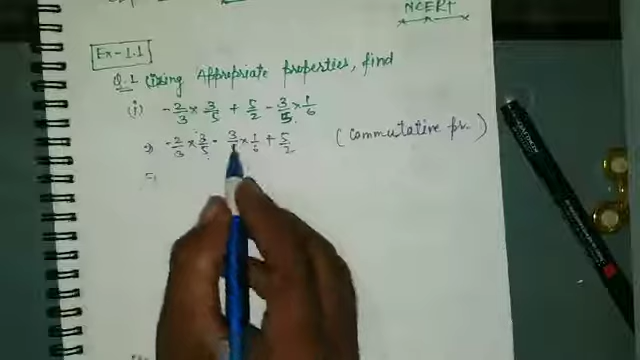 NCERT
Ex-1.1
Q.1 Using Appropriate properties, find
(i) -2/3 × 3/5 + 5/2 - 3/5 × 1/6
-2/3 × 3/5 - 3/5 × 1/6 + 5/2 (commutative pr.)
=